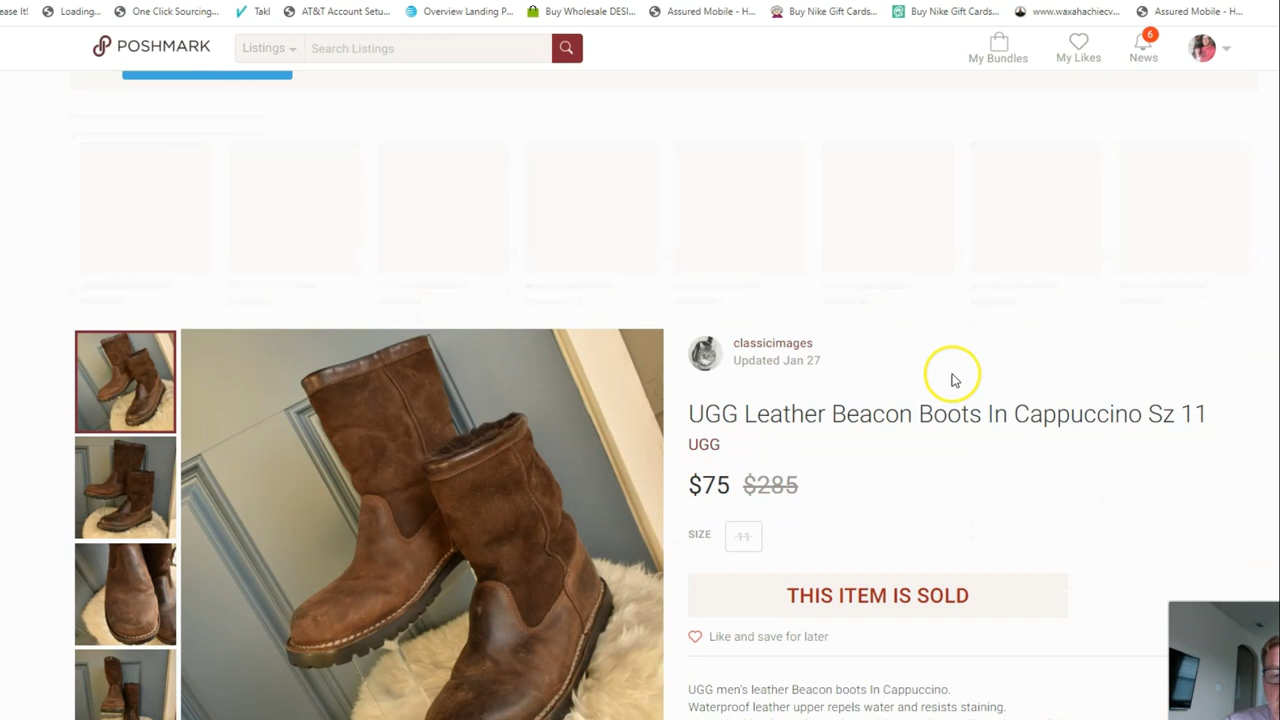 ease It!
Loading...
One Click Sourcing...
Takl
AT&T Account Setu...
Overview Landing P...
Buy Wholesale DESI...
Assured Mobile - H...
Buy Nike Gift Cards...
Buy Nike Gift Cards...
www.waxahachiecv...
Assured Mobile - H...
POSHMARK
Listings
Search Listings
My Bundles
My Likes
6
News
classicimages
Updated Jan 27
UGG Leather Beacon Boots In Cappuccino Sz 11
UGG
$75 $285
SIZE 11
THIS ITEM IS SOLD
Like and save for later
UGG men's leather Beacon boots In Cappuccino.
Waterproof leather upper repels water and resists staining.